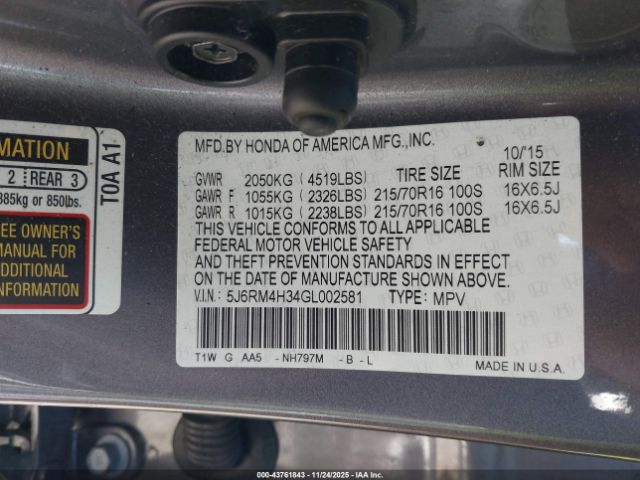 MATION
2 REAR 3
385kg or 850lbs.
EE OWNER'S
MANUAL FOR
ADDITIONAL
INFORMATION
TOA A1
MFD.BY HONDA OF AMERICA MFG.,INC.
10/'15
GVWR 2050KG (4519LBS) TIRE SIZE RIM SIZE
GAWR F 1055KG (2326LBS) 215/70R16 100S 16X6.5J
GAWR R 1015KG (2238LBS) 215/70R16 100S 16X6.5J
THIS VEHICLE CONFORMS TO ALL APPLICABLE
FEDERAL MOTOR VEHICLE SAFETY
AND THEFT PREVENTION STANDARDS IN EFFECT
ON THE DATE OF MANUFACTURE SHOWN ABOVE.
V.I.N: 5J6RM4H34GL002581 TYPE: MPV
T1W G AA5 -NH797M -B-L
MADE IN U.S.A.
© - 43761843 - 11/24/2025 - IAA Inc.